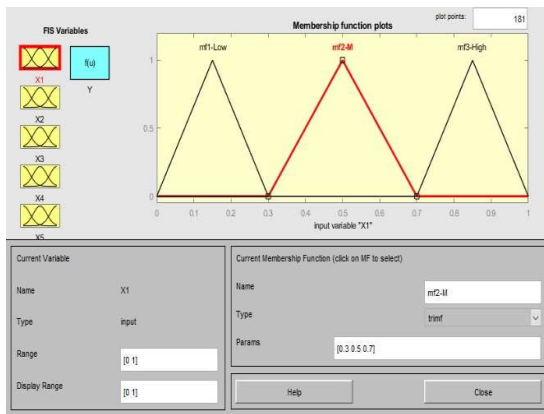 FIS Variables
Membership function plots
plot points:
181
f(u)
X1
Y
X2
X3
X4
X5
mf1-Low
mf2-M
mf3-High
1
0.5
0
0 0.1 0.2 0.3 0.4 0.5 0.6 0.7 0.8 0.9 1
input variable "X1"
Current Variable
Name X1
Type input
Range [0 1]
Display Range [0 1]
Current Membership Function (click on MF to select)
Name mf2-M
Type trimf
Params [0.3 0.5 0.7]
Help Close